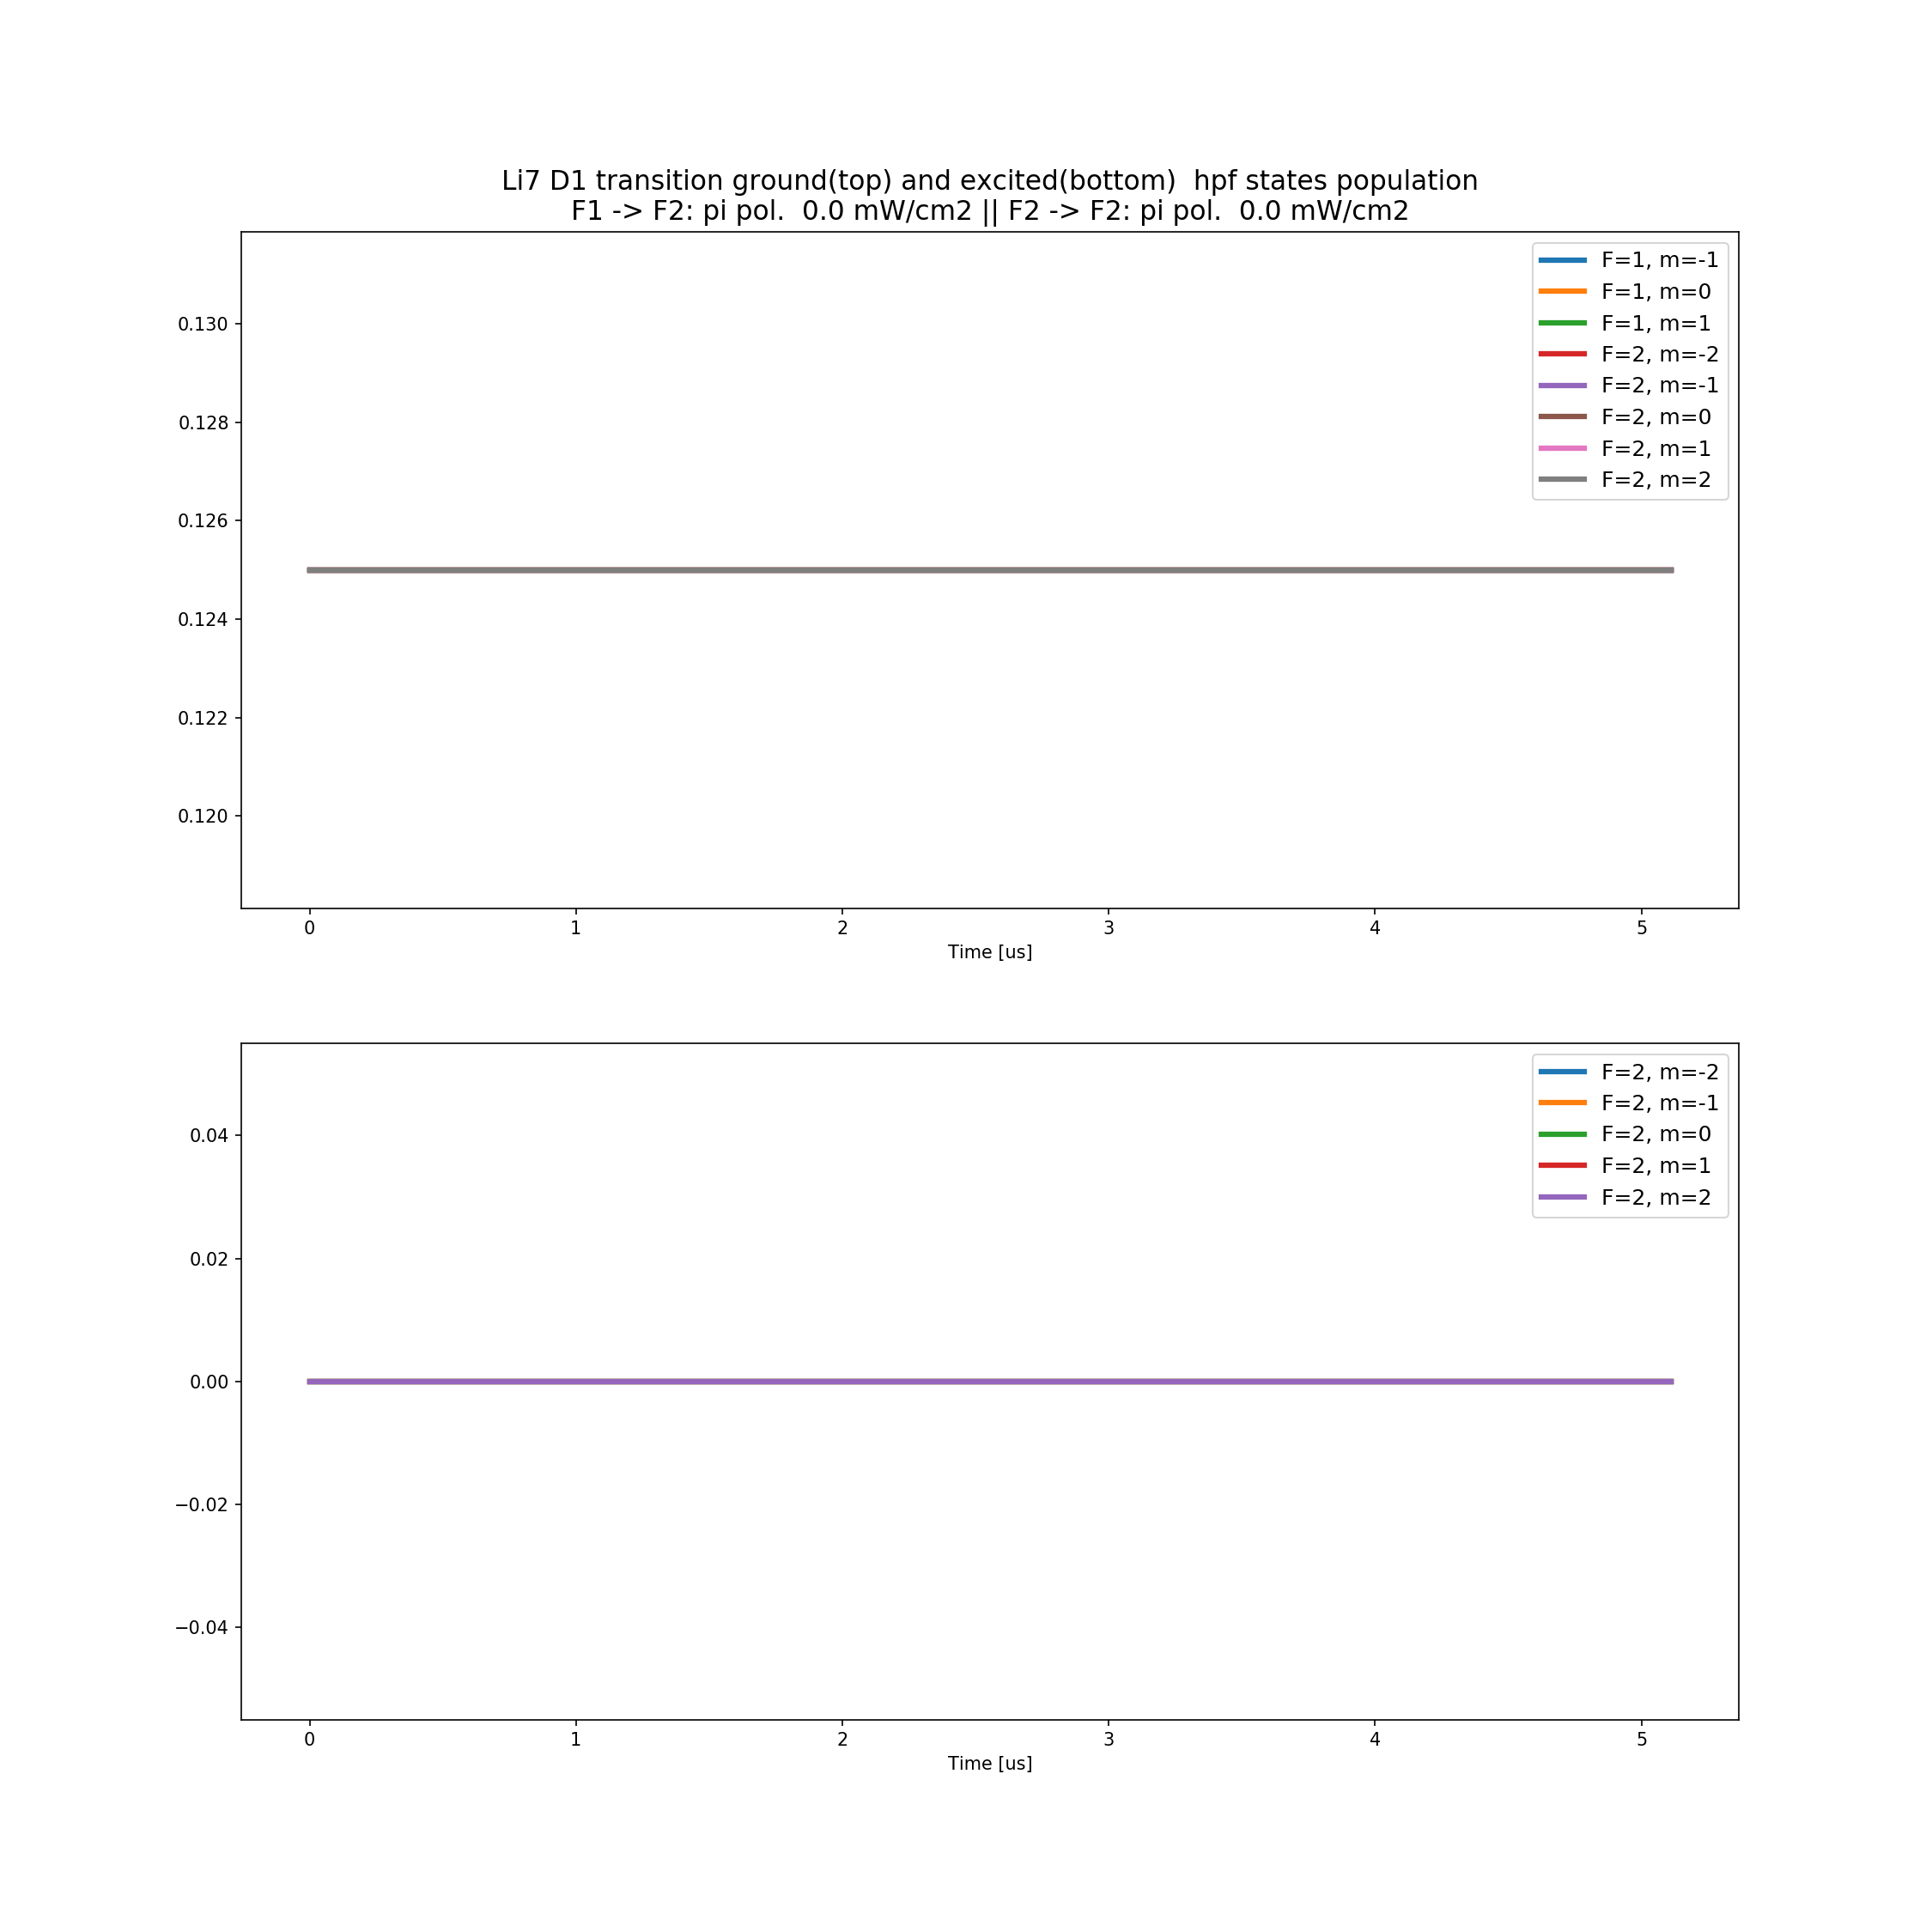 Li7 D1 transition ground(top) and excited(bottom)  hpf states population
F1 -> F2: pi pol.  0.0 mW/cm2 || F2 -> F2: pi pol.  0.0 mW/cm2
F=1, m=-1
F=1, m=0
F=1, m=1
F=2, m=-2
F=2, m=-1
F=2, m=0
F=2, m=1
F=2, m=2
0.130
0.128
0.126
0.124
0.122
0.120
0 1 2 3 4 5
Time [us]
F=2, m=-2
F=2, m=-1
F=2, m=0
F=2, m=1
F=2, m=2
0.04
0.02
0.00
−0.02
−0.04
0 1 2 3 4 5
Time [us]